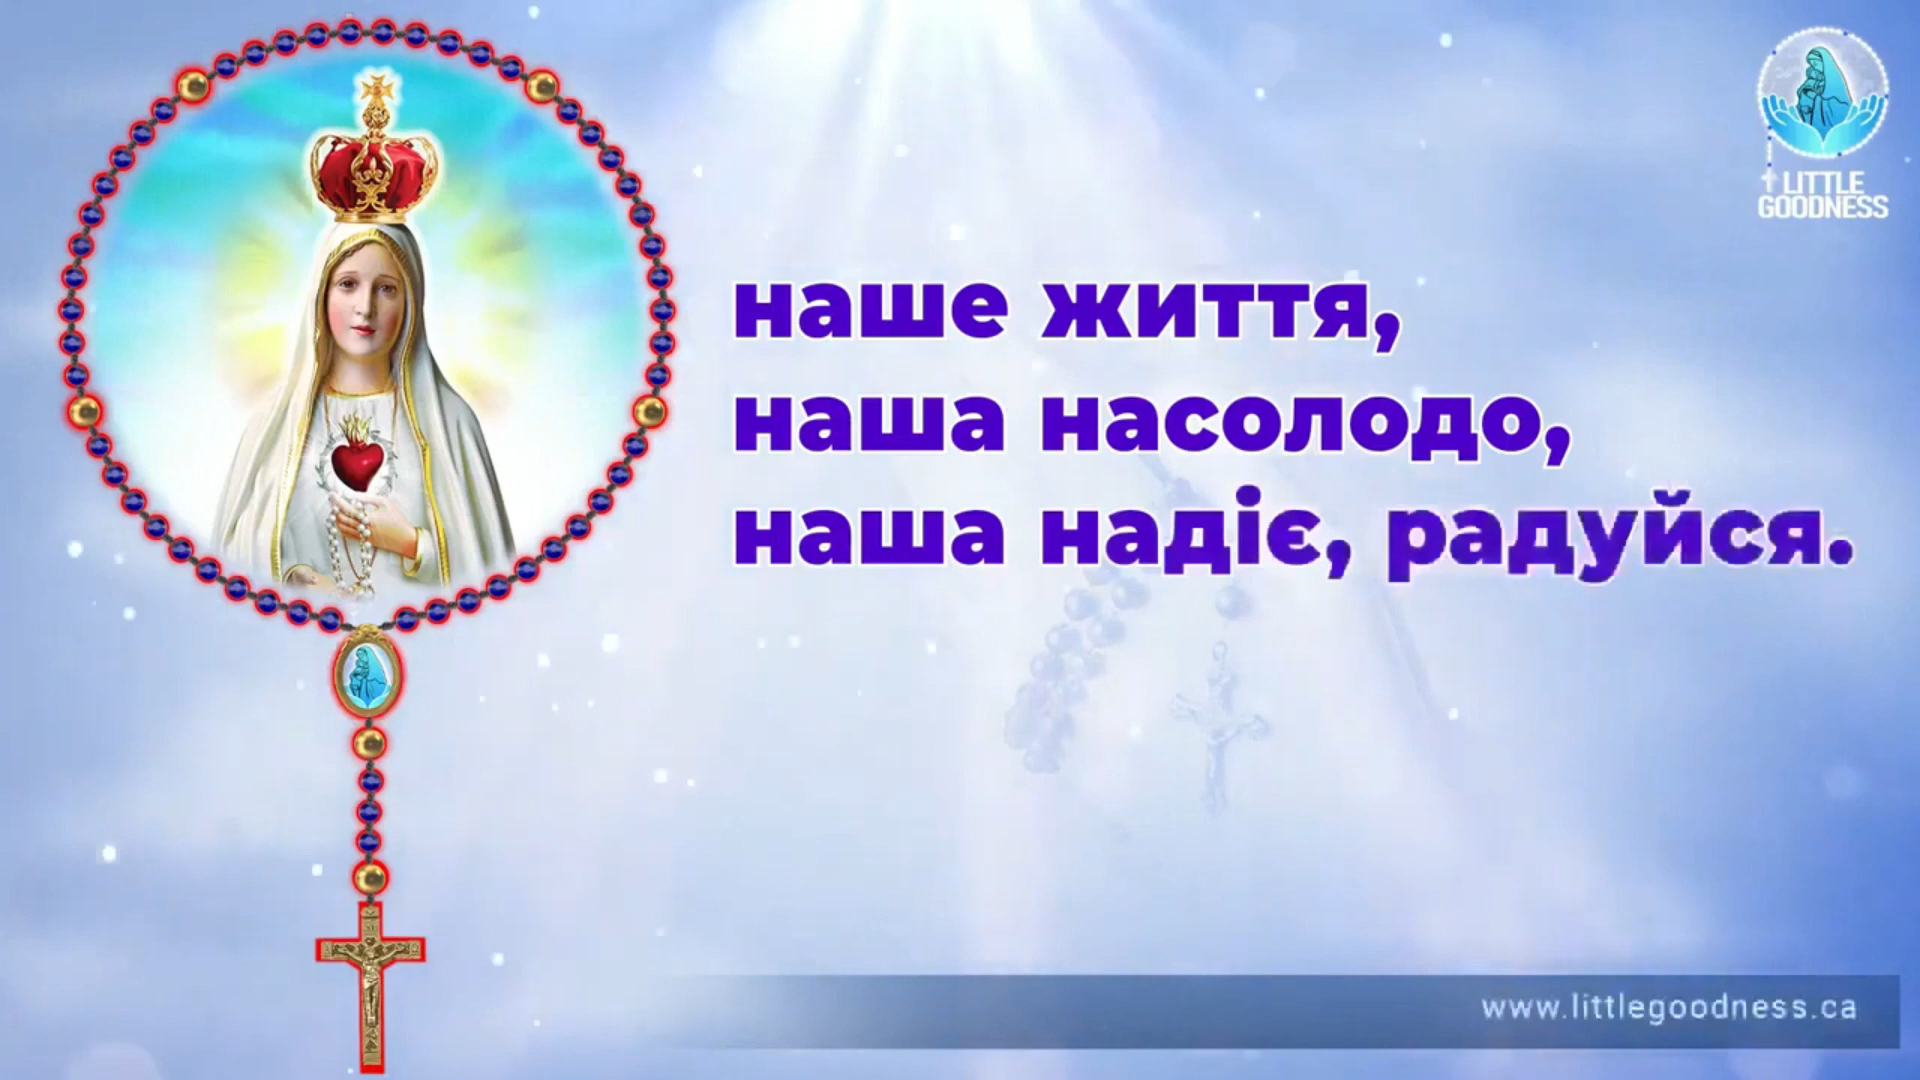 LITTLE
GOODNESS
наше життя,
наша насолодо,
наша надіє, радуйся.
www.littlegoodness.ca